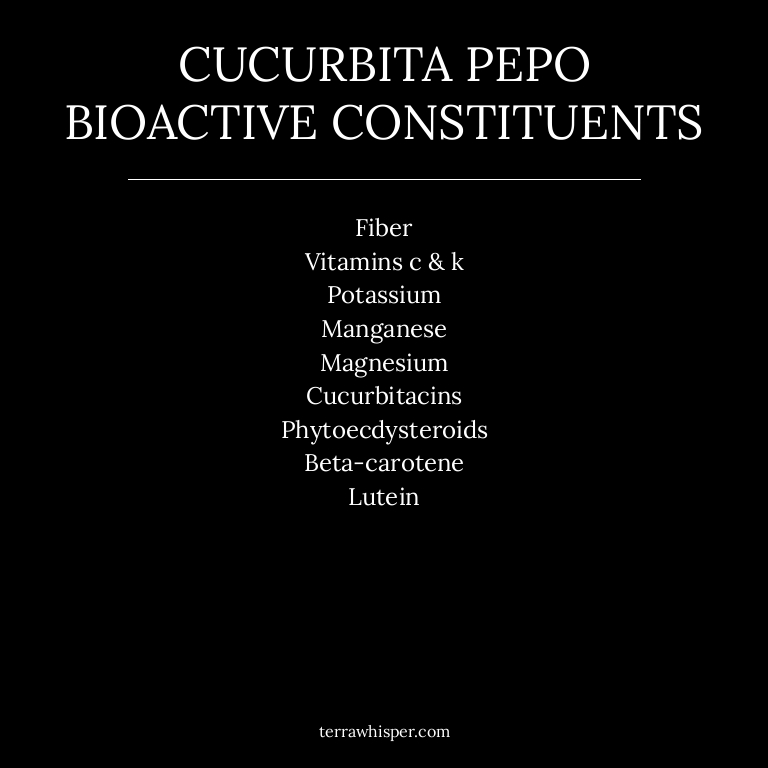 CUCURBITA PEPO
BIOACTIVE CONSTITUENTS
Fiber
Vitamins c & k
Potassium
Manganese
Magnesium
Cucurbitacins
Phytoecdysteroids
Beta-carotene
Lutein
terrawhisper.com